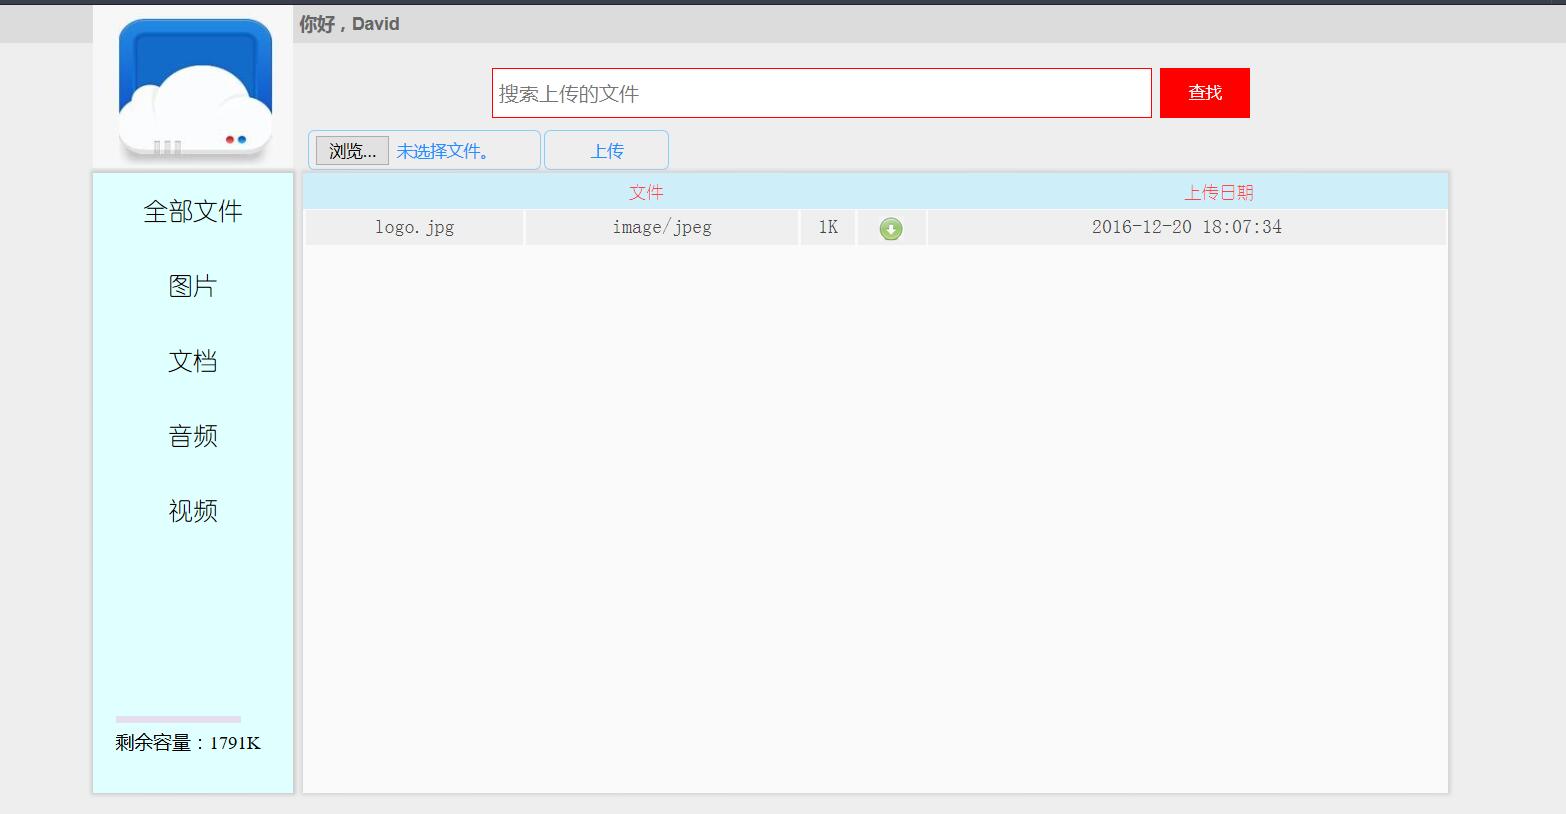 你好，David
搜索上传的文件 查找
浏览... 未选择文件。 上传
全部文件
图片
文档
音频
视频
剩余容量：1791K
文件 上传日期
logo.jpg image/jpeg 1K 2016-12-20 18:07:34